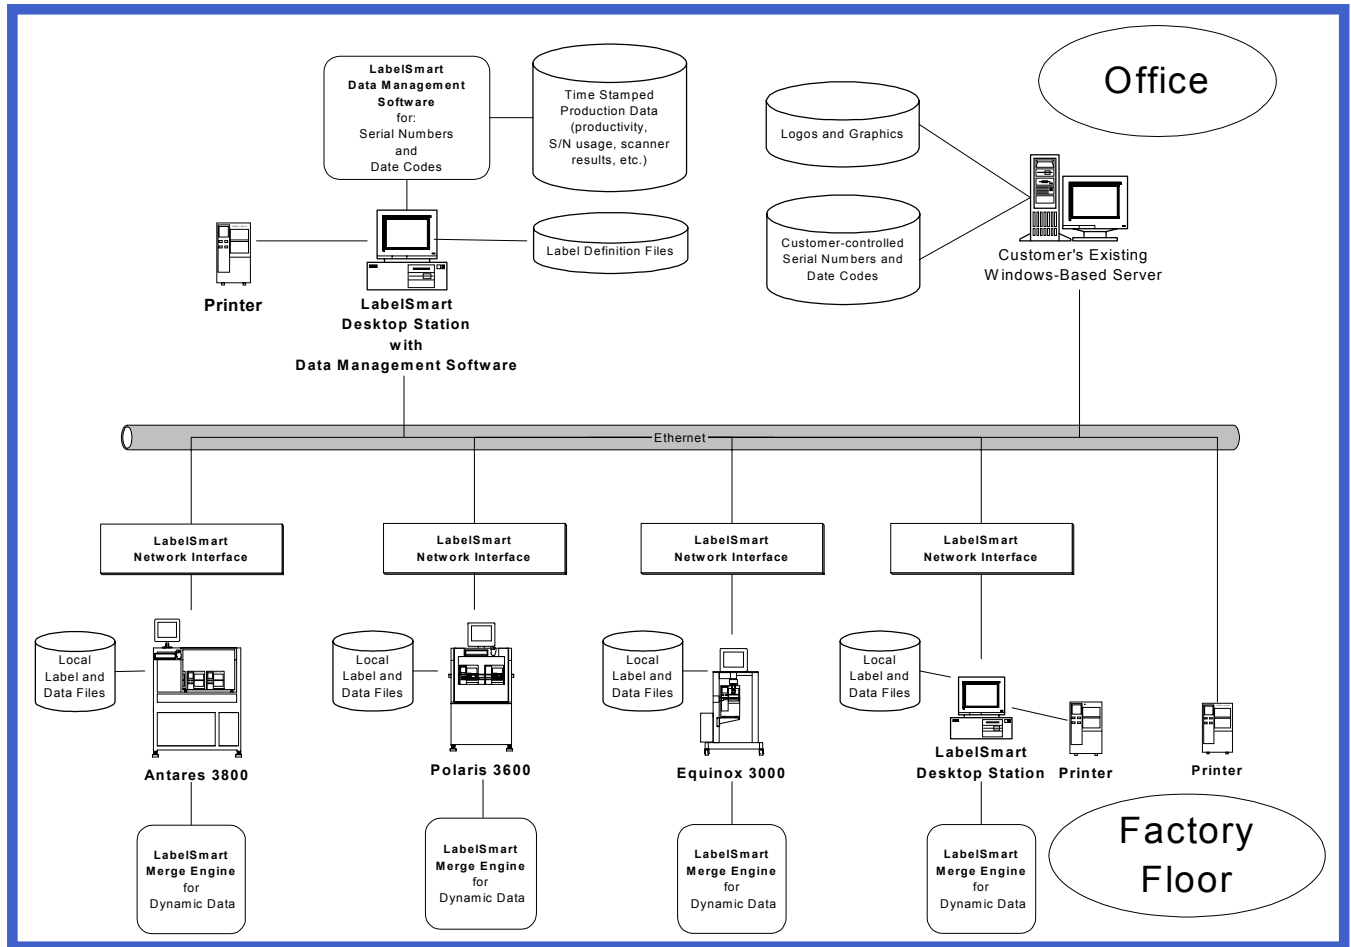 LabelSmart
Data Management
Software
for:
Serial Numbers
and
Date Codes
Time Stamped
Production Data
(productivity,
S/N usage, scanner
results, etc.)
Logos and Graphics
Office
Customer-controlled
Serial Numbers and
Date Codes
Label Definition Files
Customer's Existing
Windows-Based Server
Printer
LabelSmart
Desktop Station
with
Data Management Software
Ethernet
LabelSmart
Network Interface
LabelSmart
Network Interface
LabelSmart
Network Interface
LabelSmart
Network Interface
Local
Label and
Data Files
Local
Label and
Data Files
Local
Label and
Data Files
Local
Label and
Data Files
Antares 3800
Polaris 3600
Equinox 3000
LabelSmart
Desktop Station
Printer
Printer
LabelSmart
Merge Engine
for
Dynamic Data
LabelSmart
Merge Engine
for
Dynamic Data
LabelSmart
Merge Engine
for
Dynamic Data
LabelSmart
Merge Engine
for
Dynamic Data
Factory
Floor